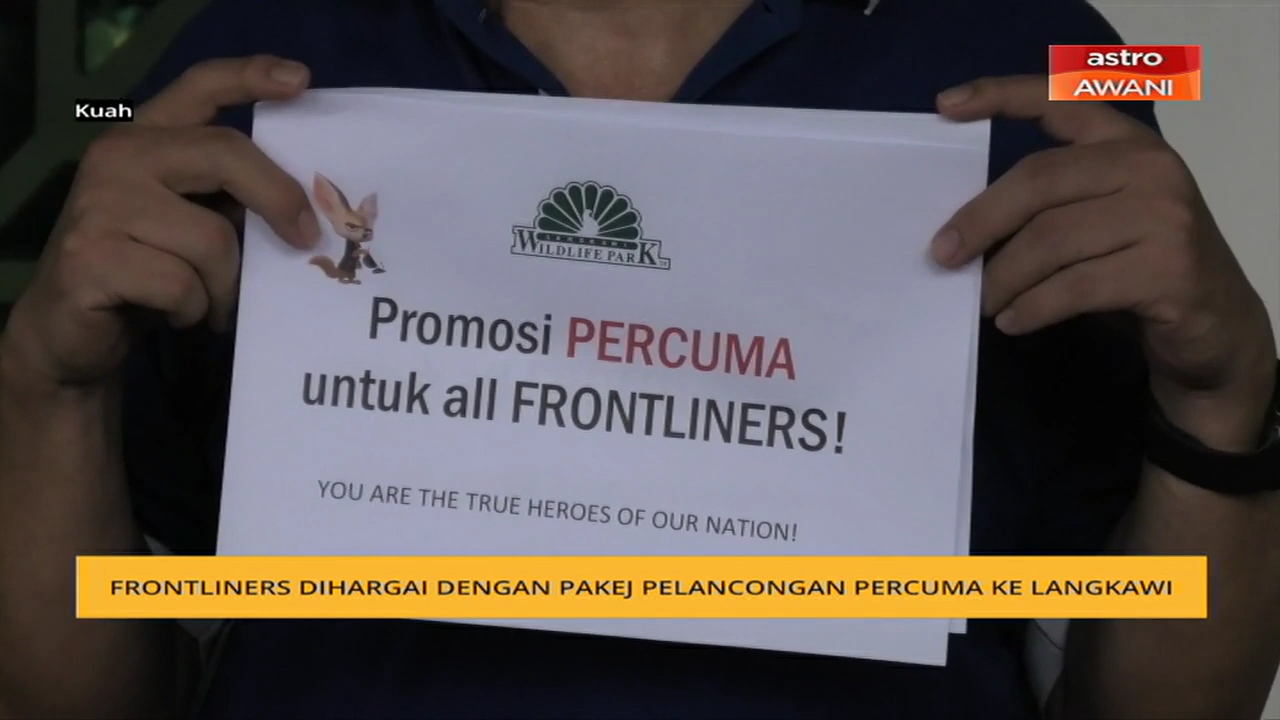 astro
AWANI
Kuah
LANGKAWI
WILDLIFE PARK
Promosi PERCUMA
untuk all FRONTLINERS!
YOU ARE THE TRUE HEROES OF OUR NATION!
FRONTLINERS DIHARGAI DENGAN PAKEJ PELANCONGAN PERCUMA KE LANGKAWI